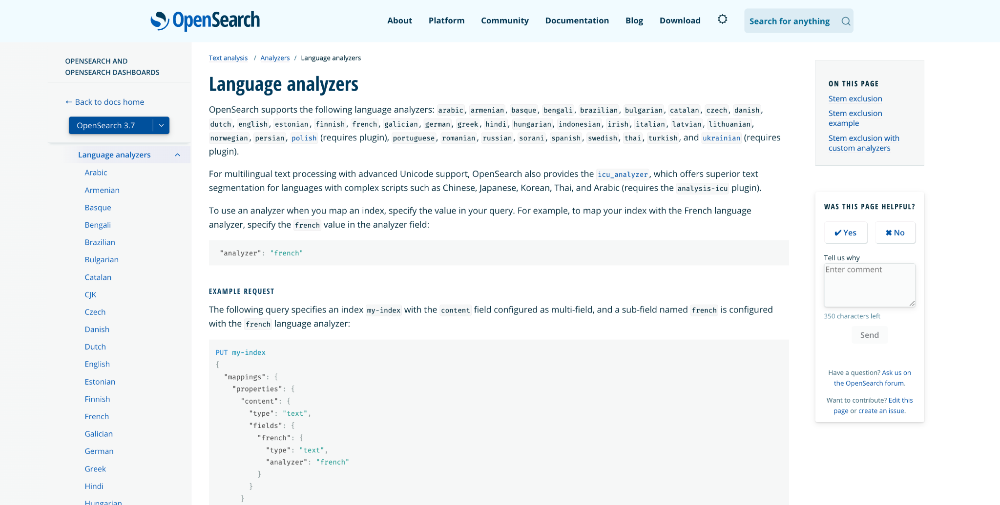 OpenSearch
About Platform Community Documentation Blog Download Search for anything
OPENSEARCH AND
OPENSEARCH DASHBOARDS
← Back to docs home
OpenSearch 3.7
Language analyzers
Arabic
Armenian
Basque
Bengali
Brazilian
Bulgarian
Catalan
CJK
Czech
Danish
Dutch
English
Estonian
Finnish
French
Galician
German
Greek
Hindi
Hungarian
Text analysis / Analyzers / Language analyzers
Language analyzers
OpenSearch supports the following language analyzers: arabic, armenian, basque, bengali, brazilian, bulgarian, catalan, czech, danish,
dutch, english, estonian, finnish, french, galician, german, greek, hindi, hungarian, indonesian, irish, italian, latvian, lithuanian,
norwegian, persian, polish (requires plugin), portuguese, romanian, russian, sorani, spanish, swedish, thai, turkish, and ukrainian (requires
plugin).
For multilingual text processing with advanced Unicode support, OpenSearch also provides the icu_analyzer, which offers superior text
segmentation for languages with complex scripts such as Chinese, Japanese, Korean, Thai, and Arabic (requires the analysis-icu plugin).
To use an analyzer when you map an index, specify the value in your query. For example, to map your index with the French language
analyzer, specify the french value in the analyzer field:
"analyzer": "french"
EXAMPLE REQUEST
The following query specifies an index my-index with the content field configured as multi-field, and a sub-field named french is configured
with the french language analyzer:
PUT my-index
{
"mappings": {
"properties": {
"content": {
"type": "text",
"fields": {
"french": {
"type": "text",
"analyzer": "french"
}
}
}
ON THIS PAGE
Stem exclusion
Stem exclusion
example
Stem exclusion with
custom analyzers
WAS THIS PAGE HELPFUL?
✔ Yes ✖ No
Tell us why
Enter comment
350 characters left
Send
Have a question? Ask us on
the OpenSearch forum.
Want to contribute? Edit this
page or create an issue.